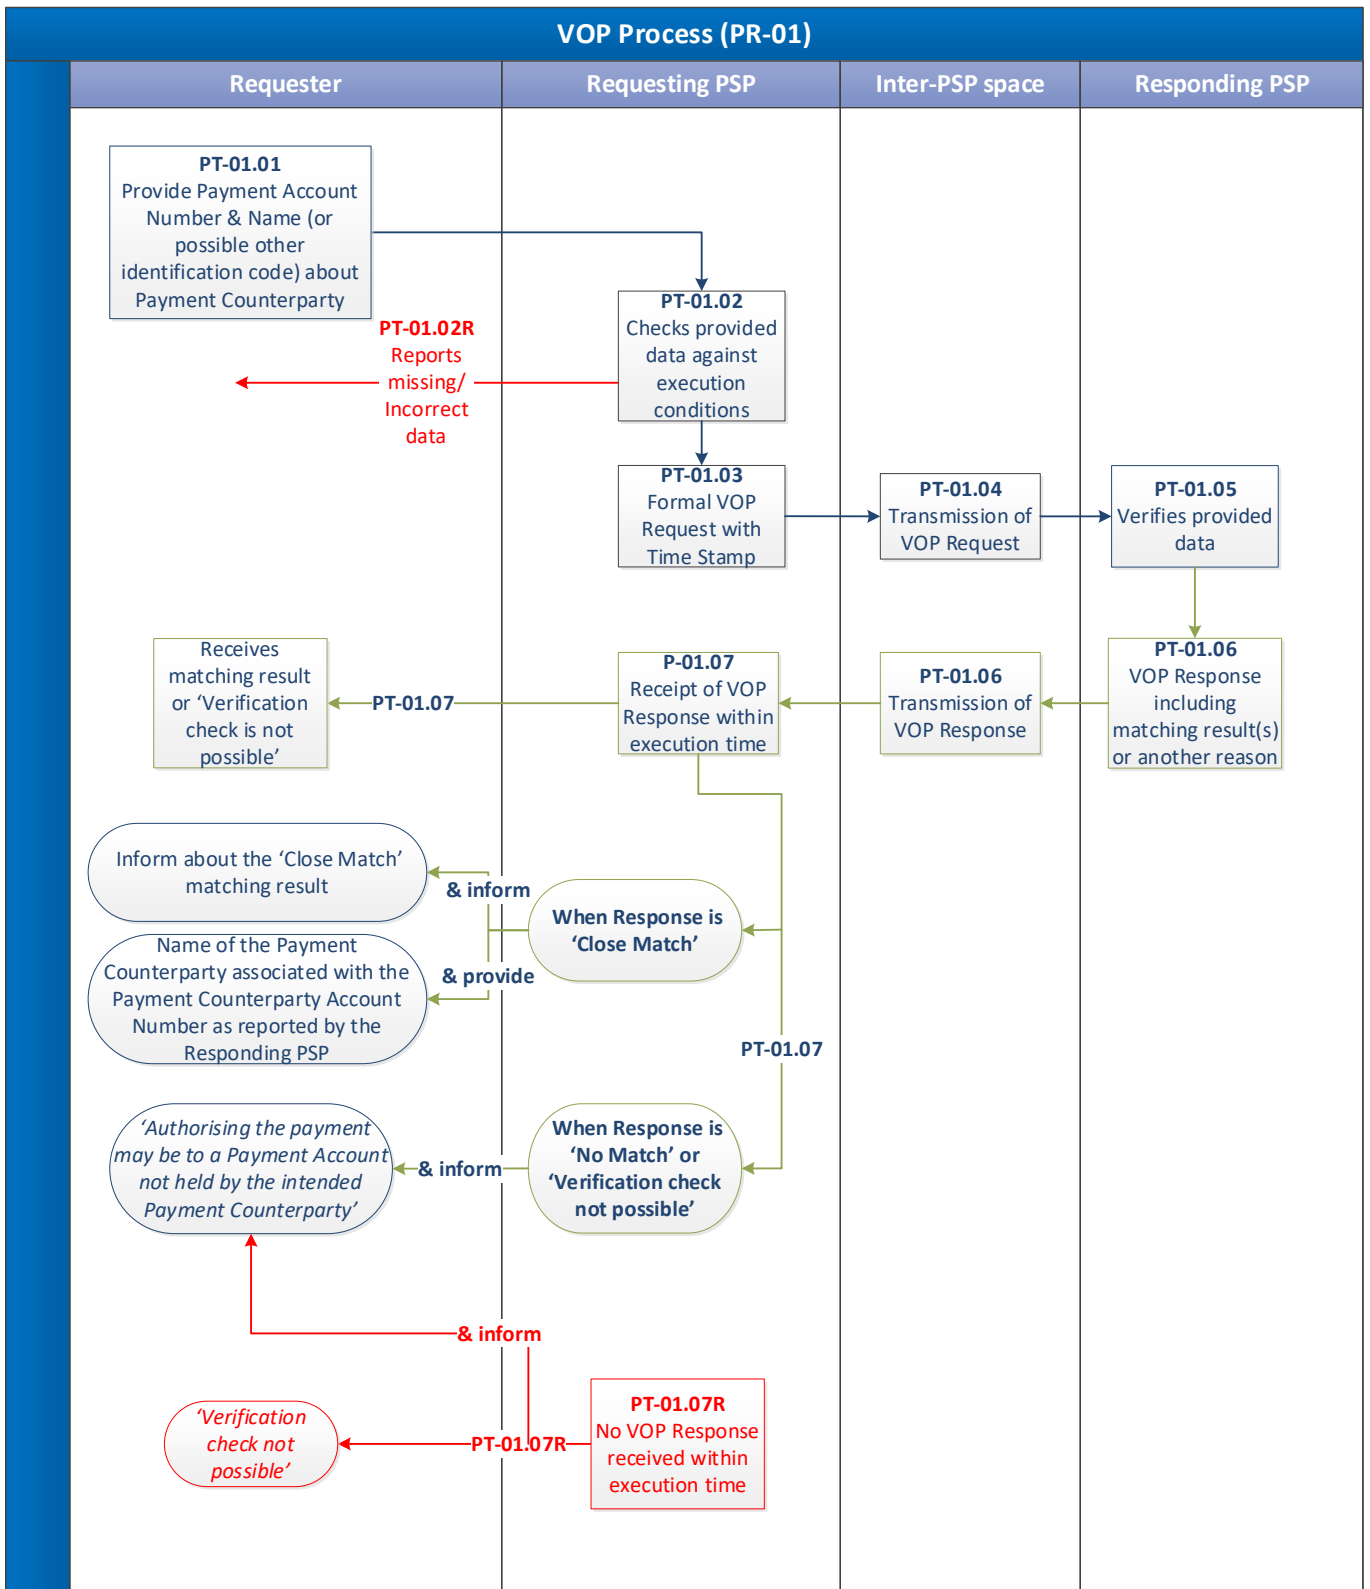 VOP Process (PR-01)
Requester
Requesting PSP
Inter-PSP space
Responding PSP
PT-01.01
Provide Payment Account
Number & Name (or
possible other
identification code) about
Payment Counterparty
PT-01.02
Checks provided
data against
execution
conditions
PT-01.02R
Reports
missing/
Incorrect
data
PT-01.03
Formal VOP
Request with
Time Stamp
PT-01.04
Transmission of
VOP Request
PT-01.05
Verifies provided
data
Receives
matching result
or ‘Verification
check is not
possible’
PT-01.07
P-01.07
Receipt of VOP
Response within
execution time
PT-01.06
Transmission of
VOP Response
PT-01.06
VOP Response
including
matching result(s)
or another reason
Inform about the ‘Close Match’
matching result
& inform
When Response is
‘Close Match’
Name of the Payment
Counterparty associated with the
Payment Counterparty Account
Number as reported by the
Responding PSP
& provide
PT-01.07
‘Authorising the payment
may be to a Payment Account
not held by the intended
Payment Counterparty’
& inform
When Response is
‘No Match’ or
‘Verification check
not possible’
& inform
‘Verification
check not
possible’
PT-01.07R
PT-01.07R
No VOP Response
received within
execution time